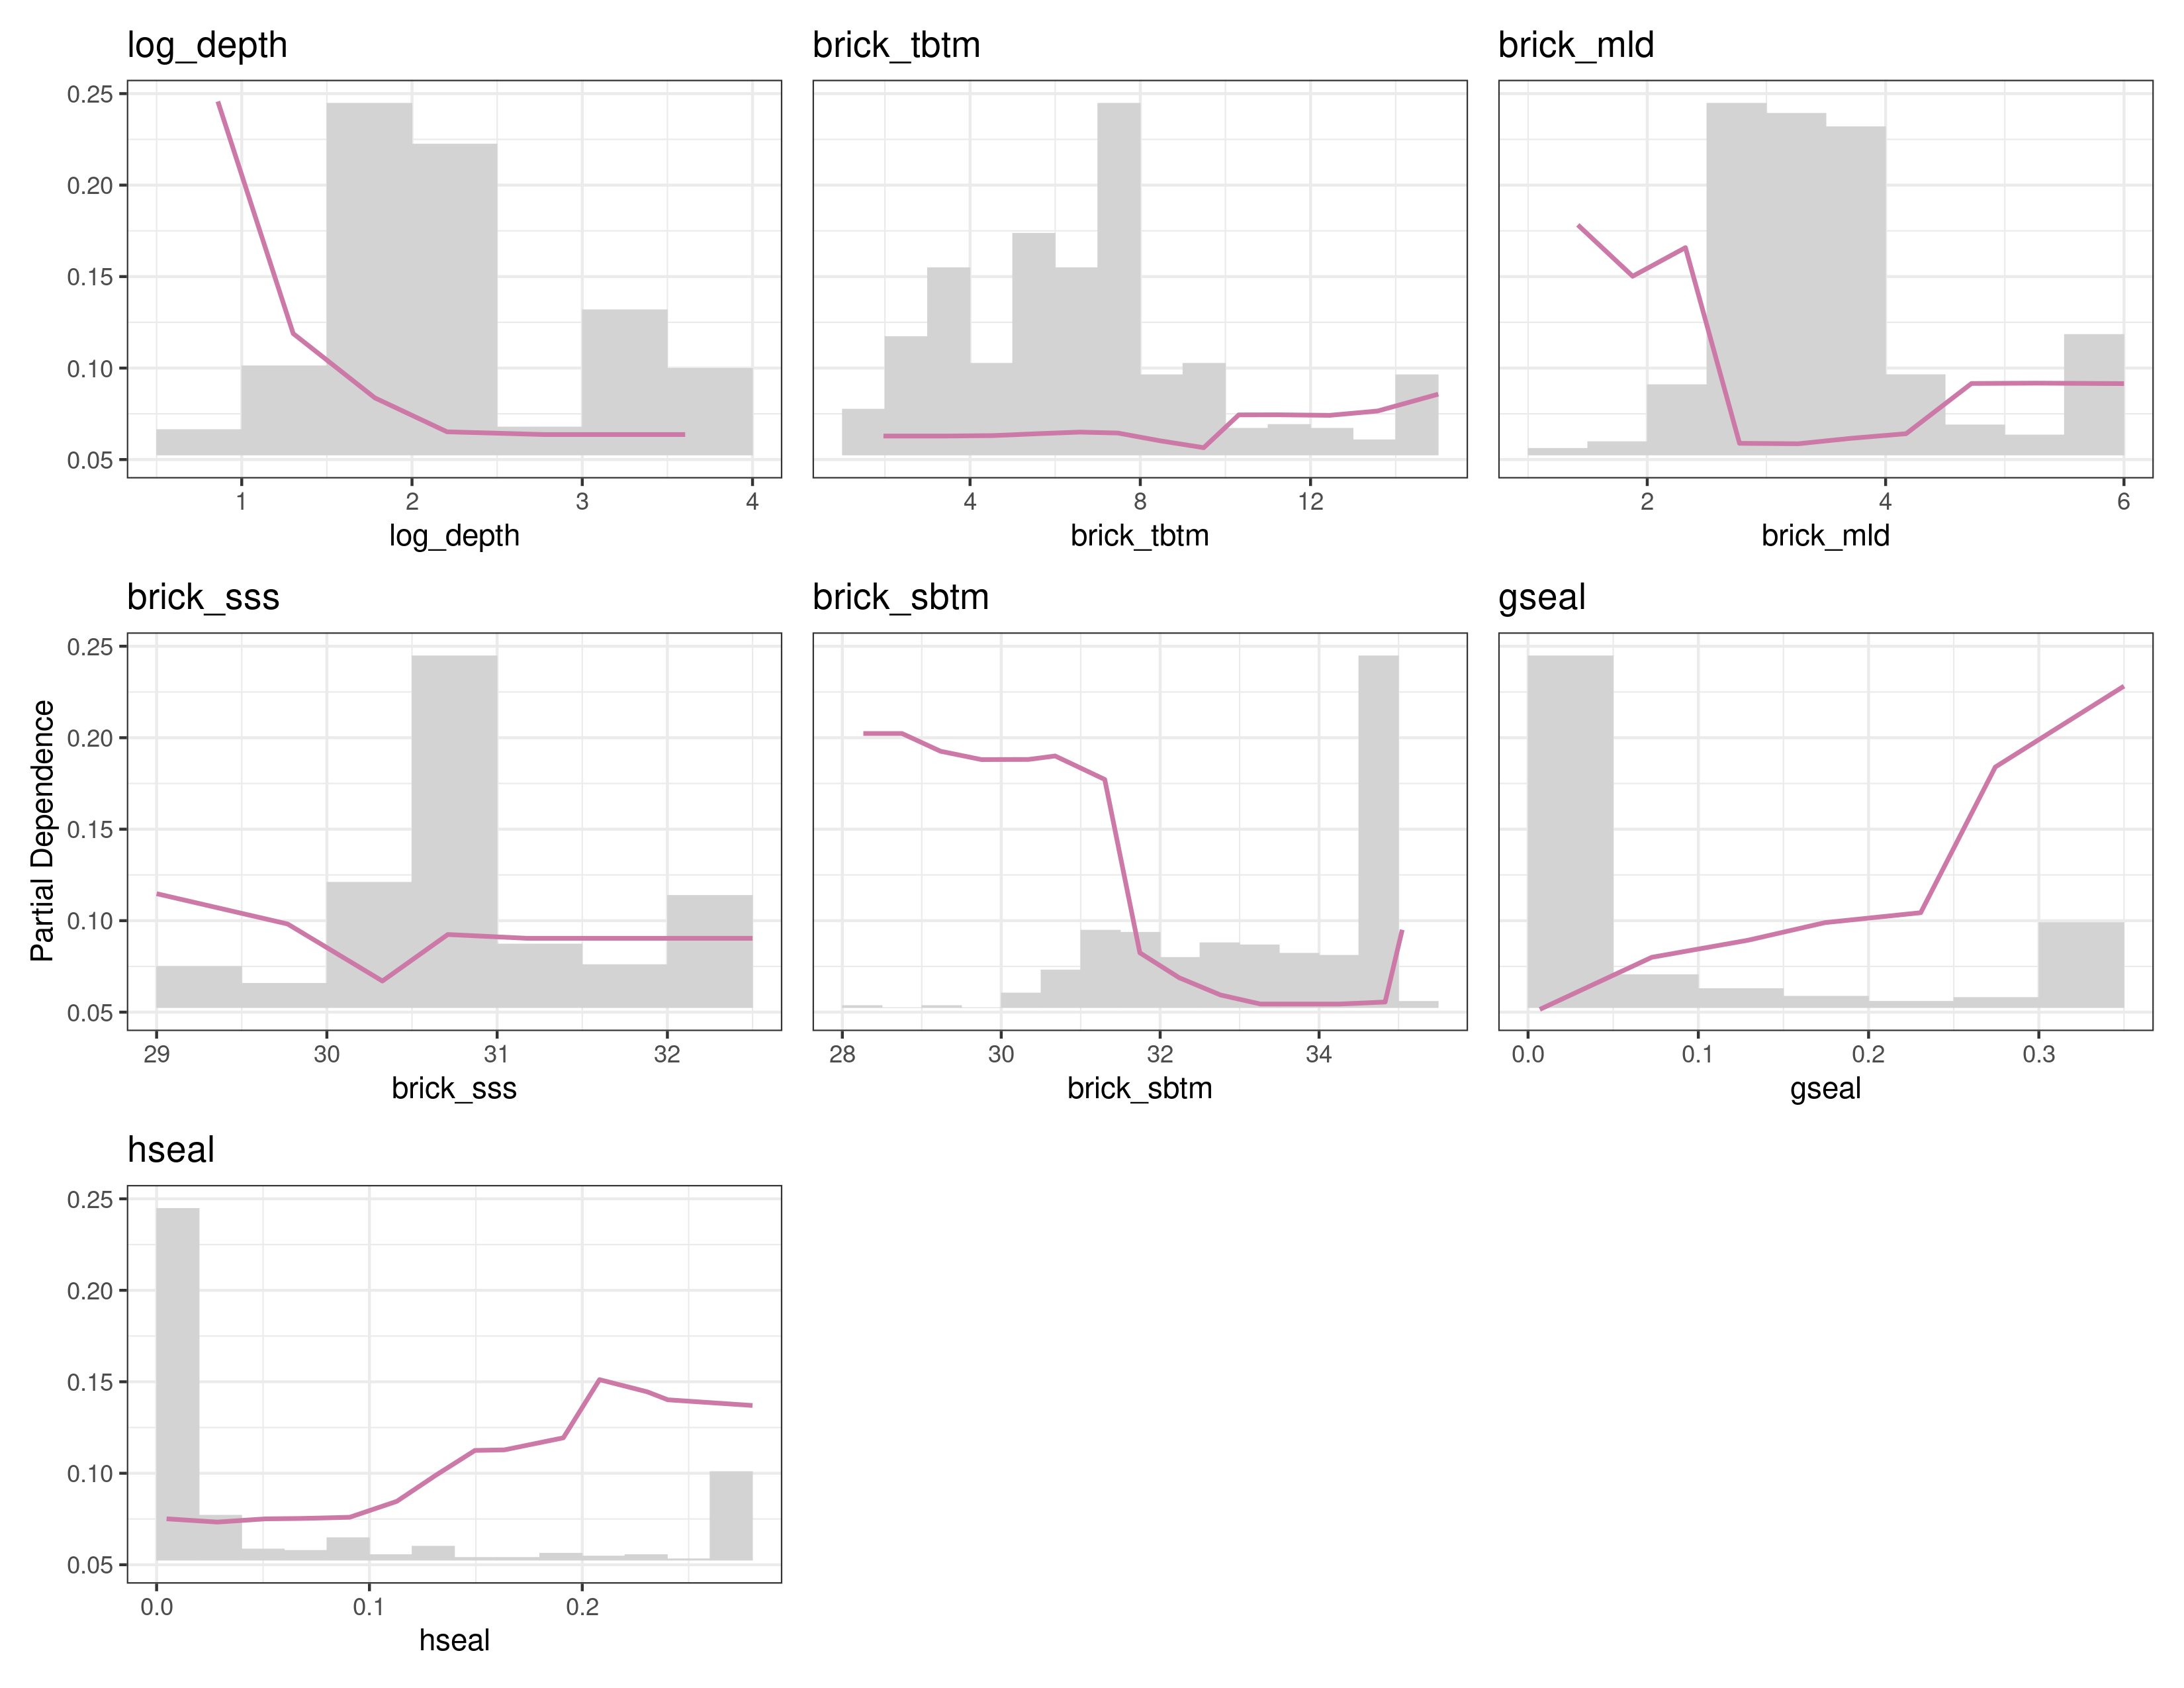 log_depth
brick_tbtm
brick_mld
0.25
0.20
0.15
0.10
0.05
1 2 3 4
4 8 12
2 4 6
log_depth
brick_tbtm
brick_mld
brick_sss
brick_sbtm
gseal
Partial Dependence
0.25
0.20
0.15
0.10
0.05
29 30 31 32
28 30 32 34
0.0 0.1 0.2 0.3
brick_sss
brick_sbtm
gseal
hseal
0.25
0.20
0.15
0.10
0.05
0.0 0.1 0.2
hseal